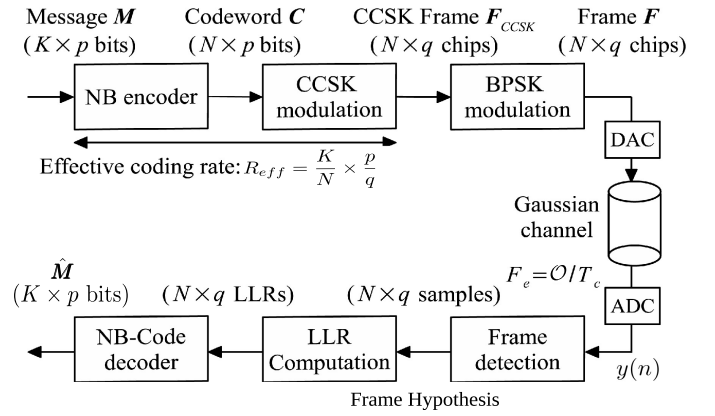 Message M
(K × p bits)
Codeword C
(N × p bits)
CCSK Frame F_CCSK
(N × q chips)
Frame F
(N × q chips)
NB encoder
CCSK
modulation
BPSK
modulation
DAC
Effective coding rate: R_eff = K/N × p/q
Gaussian
channel
F_e = 𝒪/T_c
ADC
y(n)
M̂
(K × p bits)
(N × q LLRs)
(N × q samples)
NB-Code
decoder
LLR
Computation
Frame
detection
Frame Hypothesis